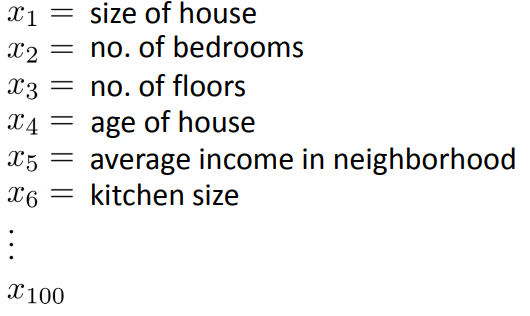 x₁ = size of house
x₂ = no. of bedrooms
x₃ = no. of floors
x₄ = age of house
x₅ = average income in neighborhood
x₆ = kitchen size
⋮
x₁₀₀